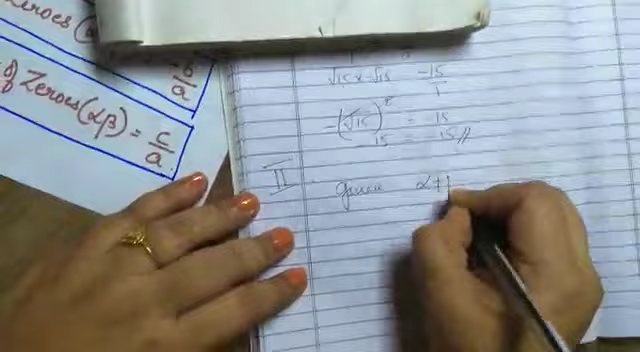 Zeroes(
b/a
of Zeroes(αβ) = c/a
√15 × √15 -15/1
-(√15)² = 15
15 = 15//
II
Given α+